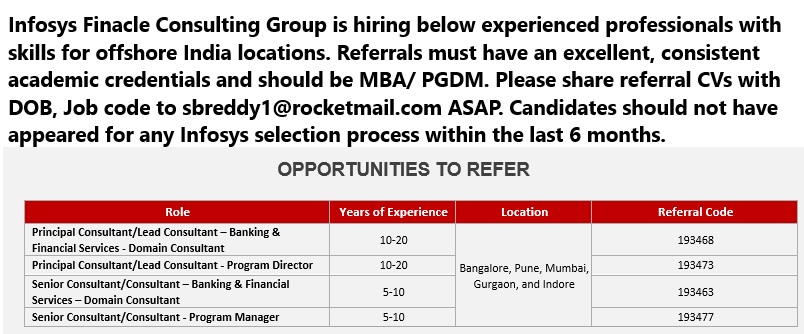 Infosys Finacle Consulting Group is hiring below experienced professionals with
skills for offshore India locations. Referrals must have an excellent, consistent
academic credentials and should be MBA/ PGDM. Please share referral CVs with
DOB, Job code to sbreddy1@rocketmail.com ASAP. Candidates should not have
appeared for any Infosys selection process within the last 6 months.
OPPORTUNITIES TO REFER
Role Years of Experience Location Referral Code
Principal Consultant/Lead Consultant – Banking &
Financial Services - Domain Consultant 10-20 193468
Principal Consultant/Lead Consultant - Program Director 10-20 193473
Bangalore, Pune, Mumbai,
Gurgaon, and Indore
Senior Consultant/Consultant – Banking & Financial
Services – Domain Consultant 5-10 193463
Senior Consultant/Consultant - Program Manager 5-10 193477